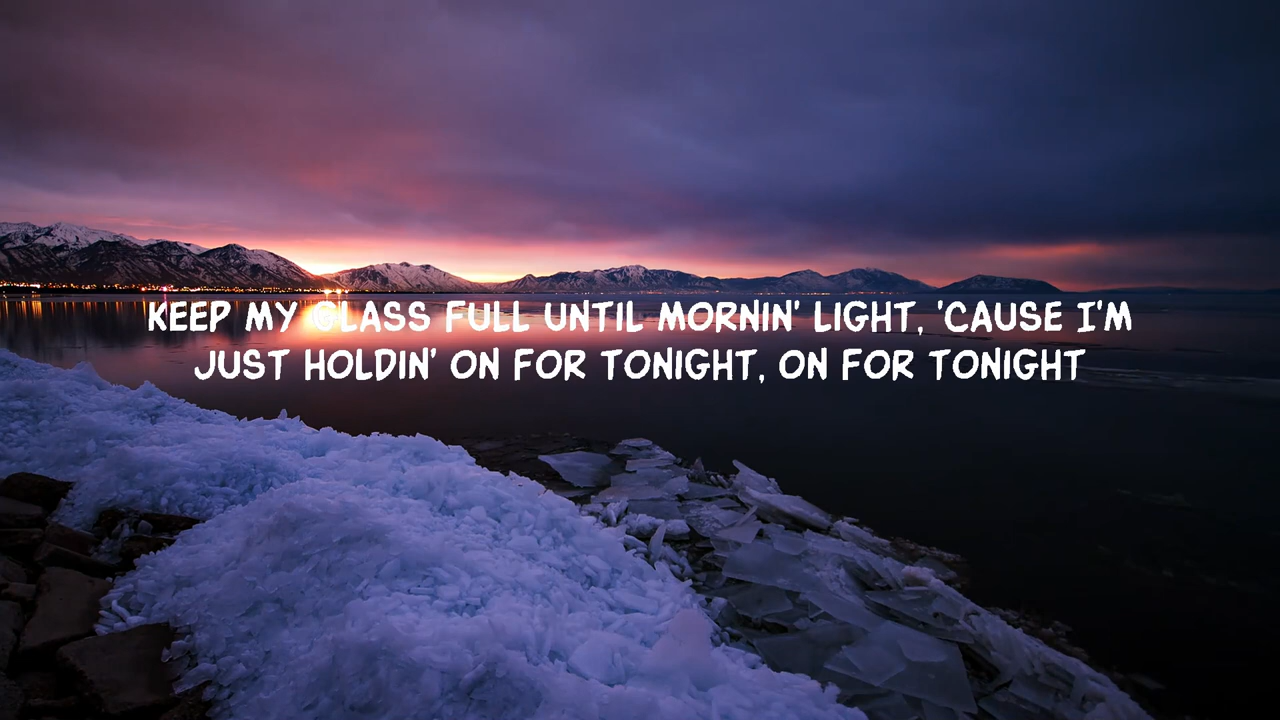 KEEP MY GLASS FULL UNTIL MORNIN' LIGHT, 'CAUSE I'M
JUST HOLDIN' ON FOR TONIGHT, ON FOR TONIGHT